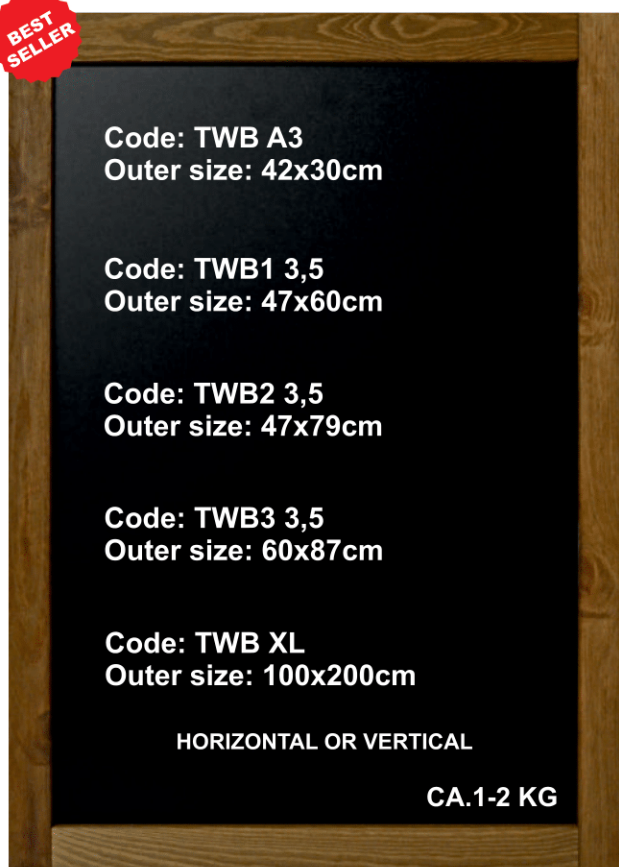 BEST
SELLER
Code: TWB A3
Outer size: 42x30cm
Code: TWB1 3,5
Outer size: 47x60cm
Code: TWB2 3,5
Outer size: 47x79cm
Code: TWB3 3,5
Outer size: 60x87cm
Code: TWB XL
Outer size: 100x200cm
HORIZONTAL OR VERTICAL
CA.1-2 KG